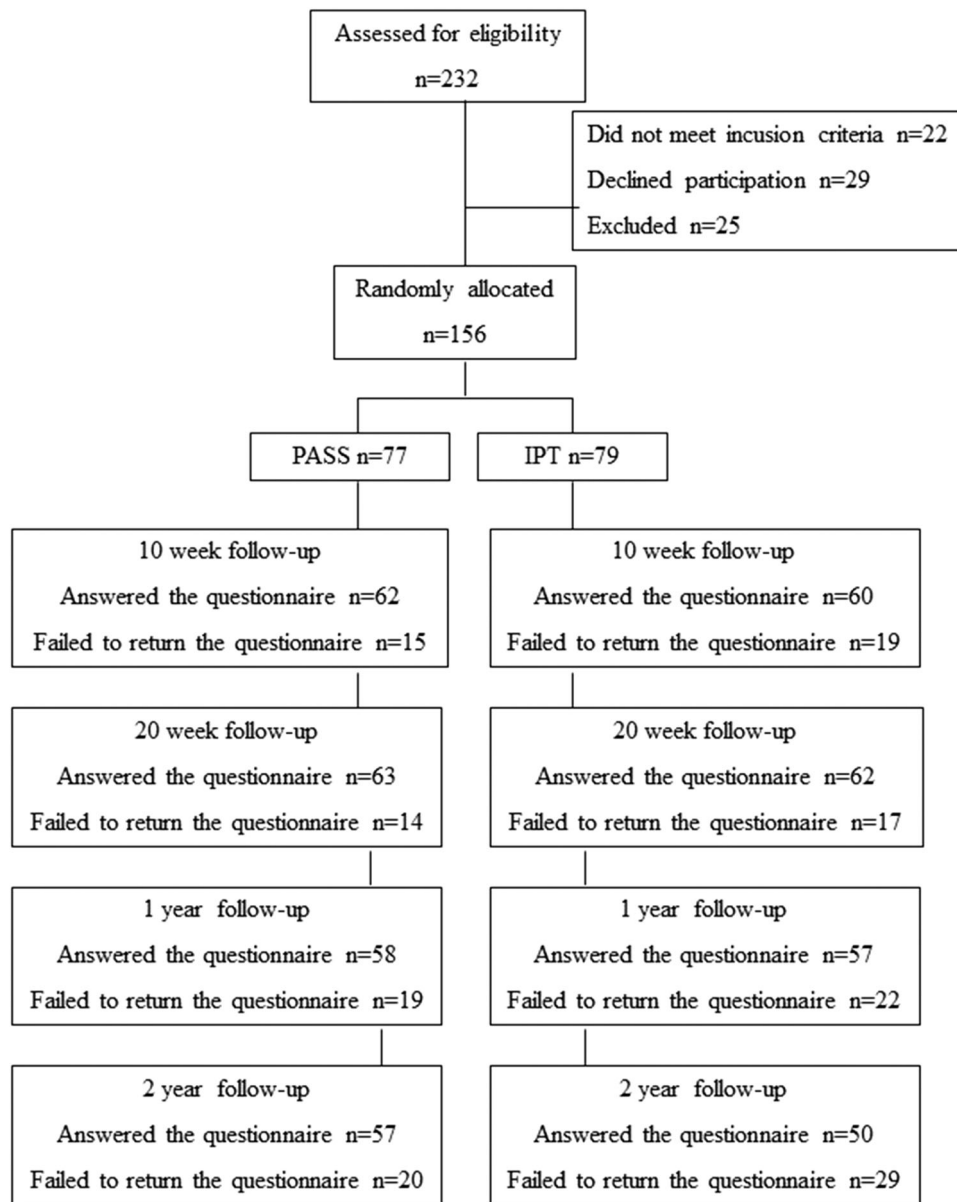 Assessed for eligibility
n=232
Did not meet incusion criteria n=22
Declined participation n=29
Excluded n=25
Randomly allocated
n=156
PASS n=77
IPT n=79
10 week follow-up
Answered the questionnaire n=62
Failed to return the questionnaire n=15
10 week follow-up
Answered the questionnaire n=60
Failed to return the questionnaire n=19
20 week follow-up
Answered the questionnaire n=63
Failed to return the questionnaire n=14
20 week follow-up
Answered the questionnaire n=62
Failed to return the questionnaire n=17
1 year follow-up
Answered the questionnaire n=58
Failed to return the questionnaire n=19
1 year follow-up
Answered the questionnaire n=57
Failed to return the questionnaire n=22
2 year follow-up
Answered the questionnaire n=57
Failed to return the questionnaire n=20
2 year follow-up
Answered the questionnaire n=50
Failed to return the questionnaire n=29